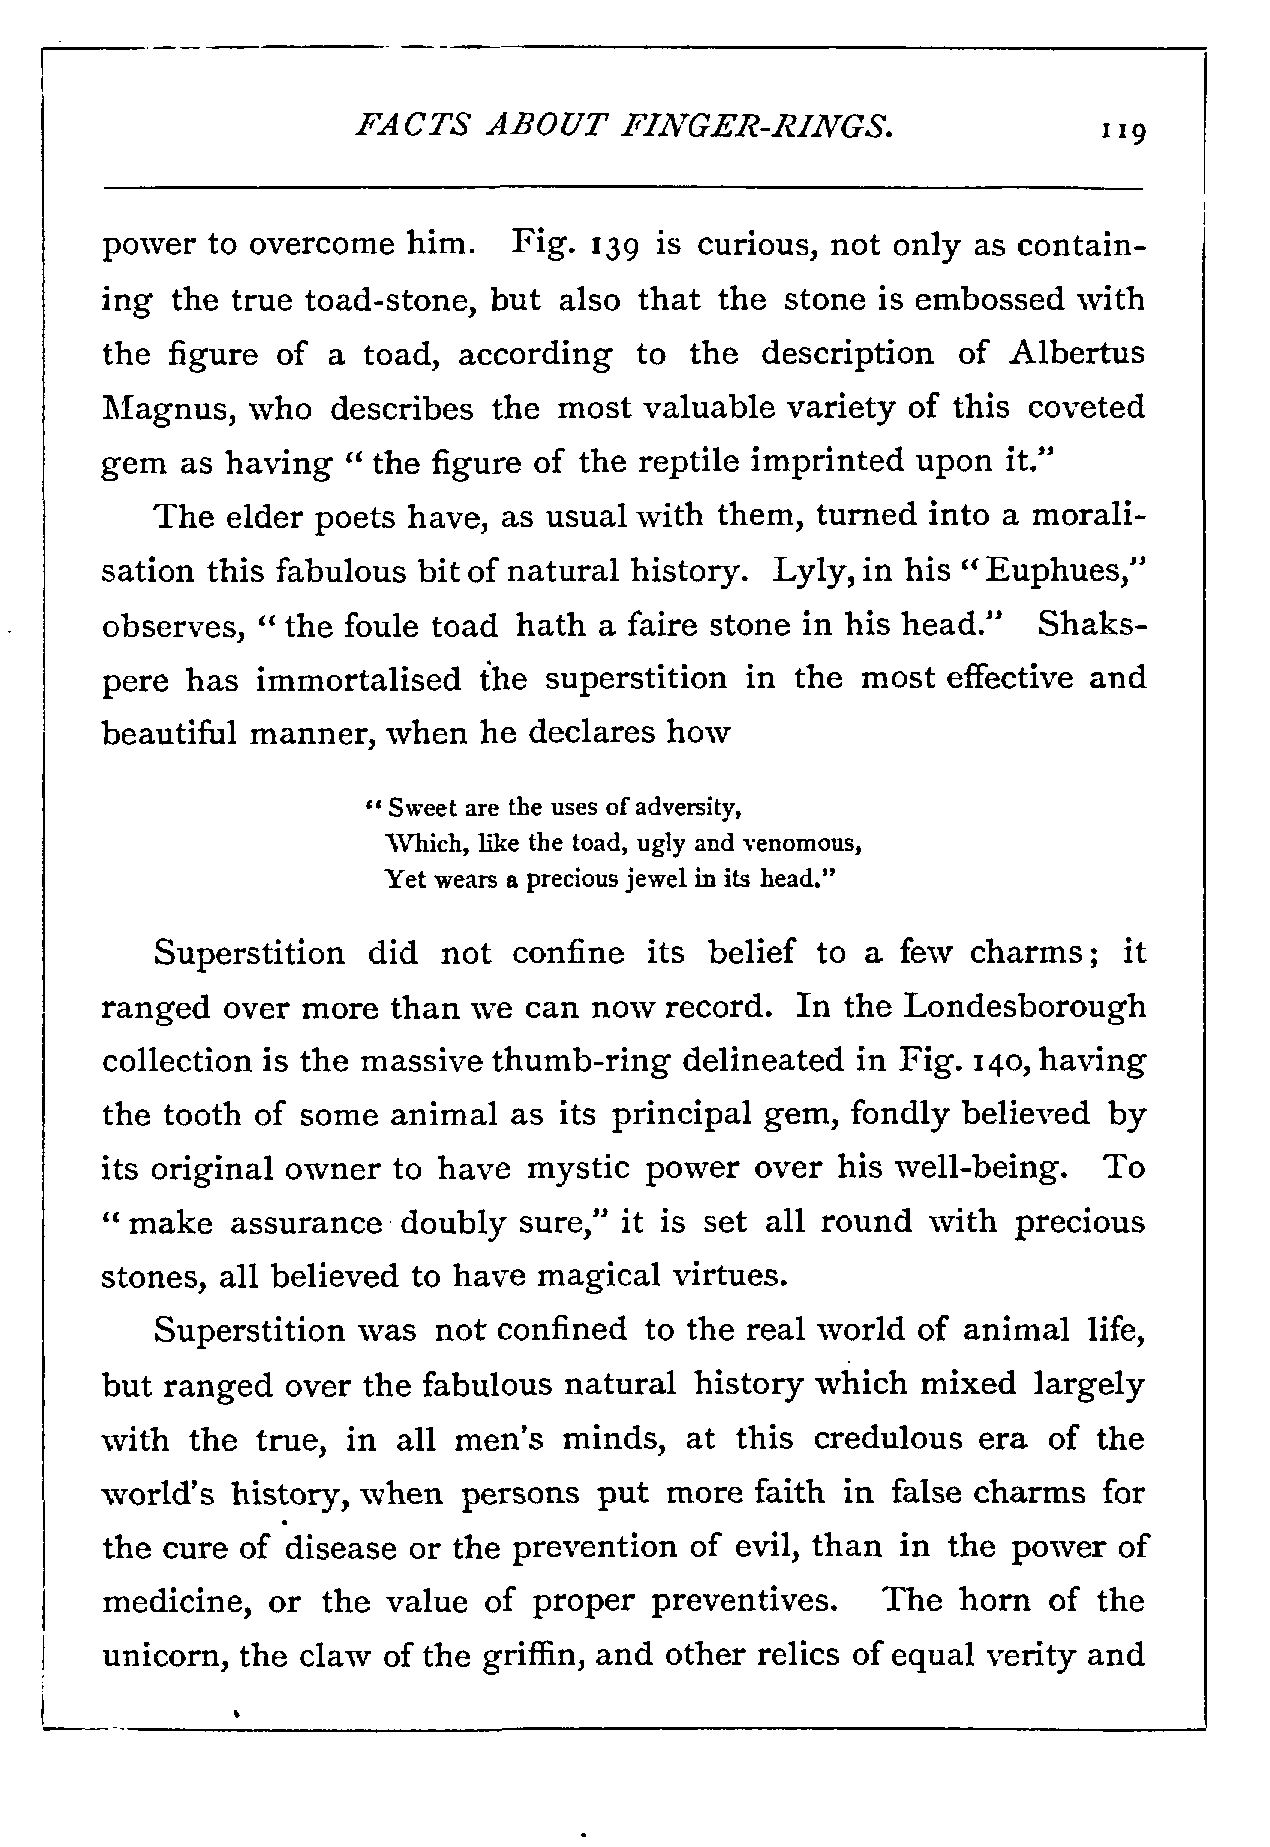 FACTS ABOUT FINGER-RINGS. 119
power to overcome him. Fig. 139 is curious, not only as contain-
ing the true toad-stone, but also that the stone is embossed with
the figure of a toad, according to the description of Albertus
Magnus, who describes the most valuable variety of this coveted
gem as having “ the figure of the reptile imprinted upon it.”
The elder poets have, as usual with them, turned into a morali-
sation this fabulous bit of natural history. Lyly, in his “Euphues,”
observes, “ the foule toad hath a faire stone in his head.” Shaks-
pere has immortalised the superstition in the most effective and
beautiful manner, when he declares how
“ Sweet are the uses of adversity,
Which, like the toad, ugly and venomous,
Yet wears a precious jewel in its head.”
Superstition did not confine its belief to a few charms; it
ranged over more than we can now record. In the Londesborough
collection is the massive thumb-ring delineated in Fig. 140, having
the tooth of some animal as its principal gem, fondly believed by
its original owner to have mystic power over his well-being. To
“ make assurance doubly sure,” it is set all round with precious
stones, all believed to have magical virtues.
Superstition was not confined to the real world of animal life,
but ranged over the fabulous natural history which mixed largely
with the true, in all men's minds, at this credulous era of the
world's history, when persons put more faith in false charms for
the cure of disease or the prevention of evil, than in the power of
medicine, or the value of proper preventives. The horn of the
unicorn, the claw of the griffin, and other relics of equal verity and